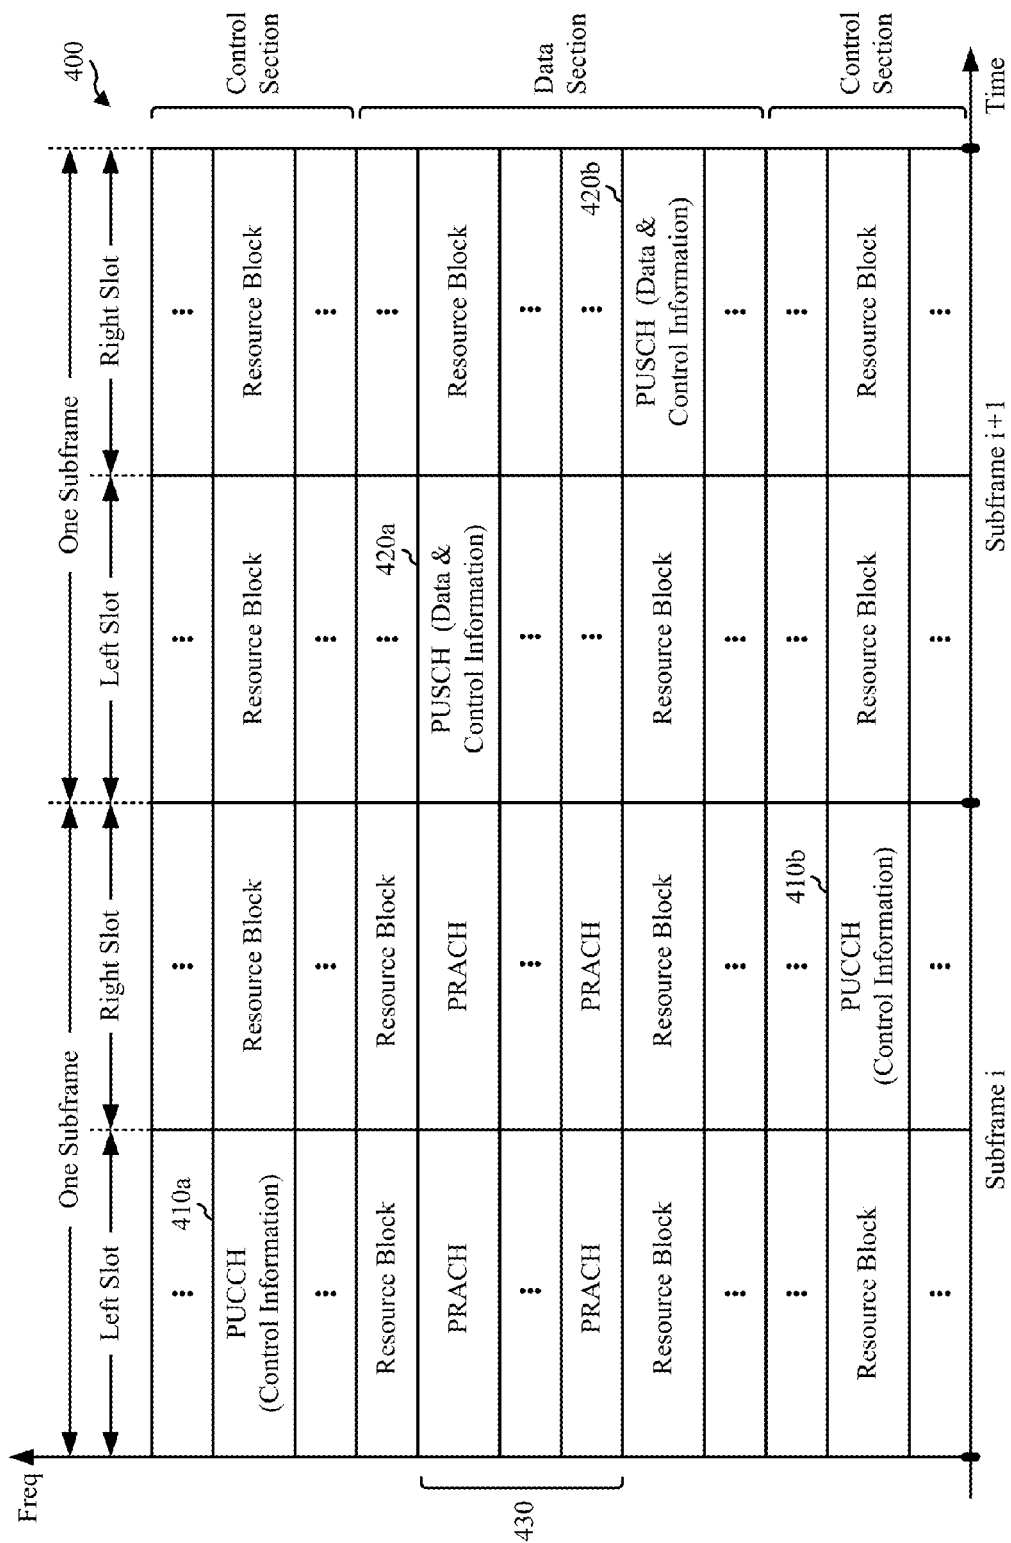 Freq
One Subframe
One Subframe
400
Left Slot
Right Slot
Left Slot
Right Slot
410a
PUCCH
(Control Information)
Resource Block
Resource Block
Resource Block
Control
Section
Resource Block
Resource Block
420a
PRACH
PRACH
PUSCH (Data &
Control Information)
Resource Block
430
Data
Section
PRACH
PRACH
420b
Resource Block
Resource Block
Resource Block
PUSCH (Data &
Control Information)
410b
Resource Block
PUCCH
(Control Information)
Resource Block
Resource Block
Control
Section
Subframe i
Subframe i+1
Time